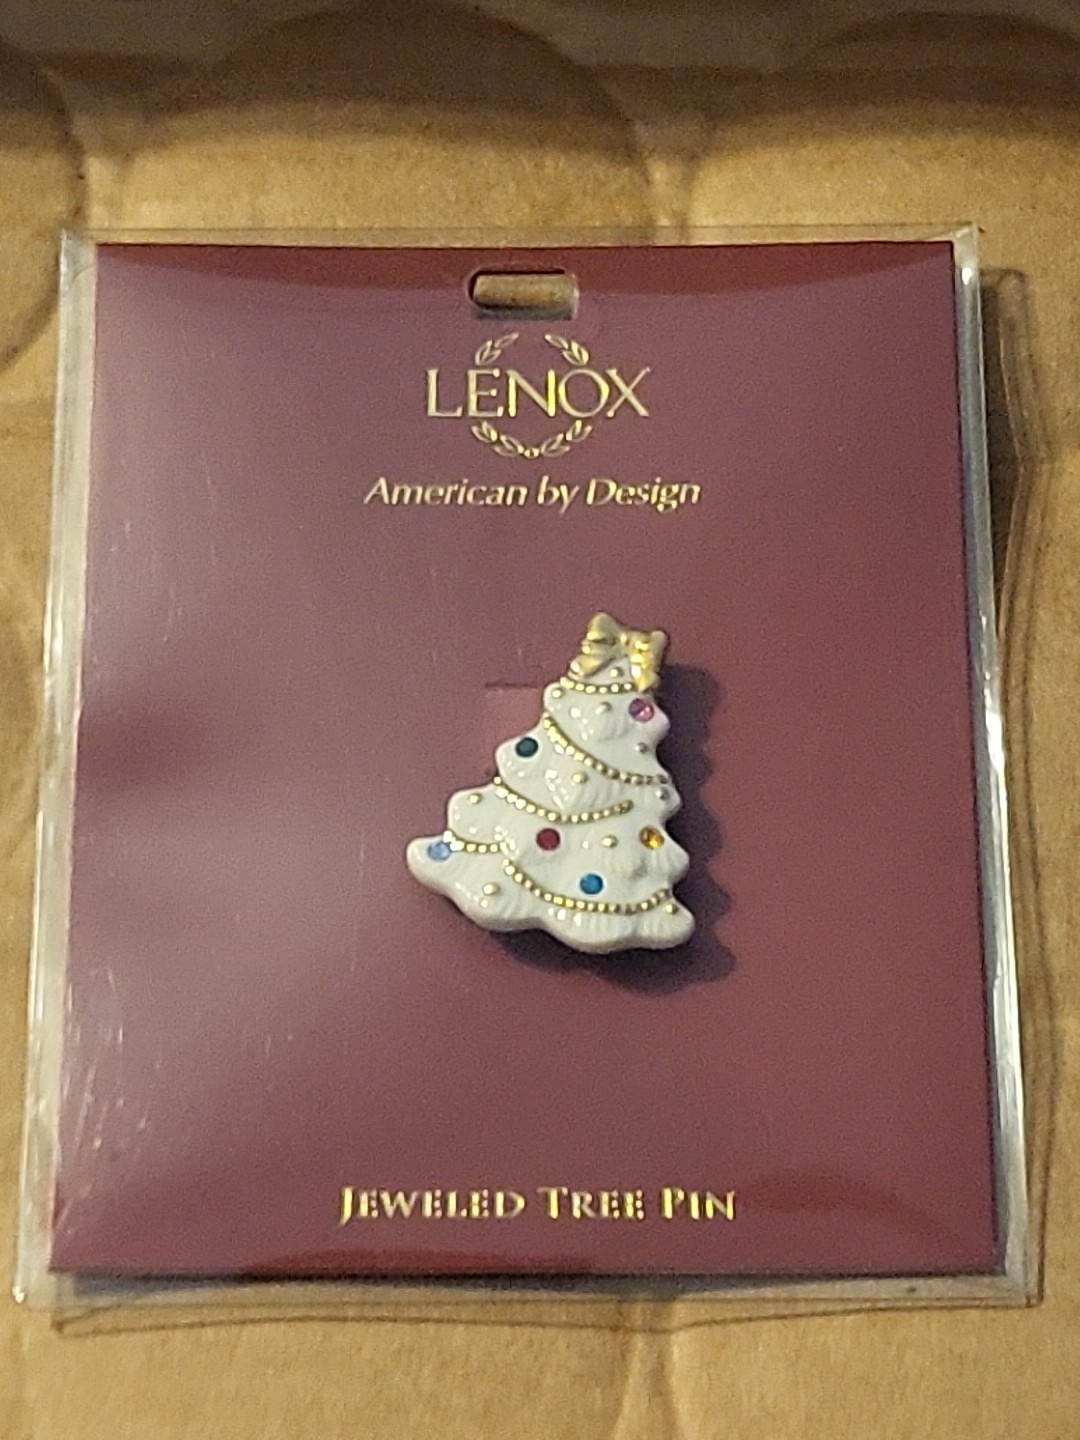 LENOX
American by Design
JEWELED TREE PIN